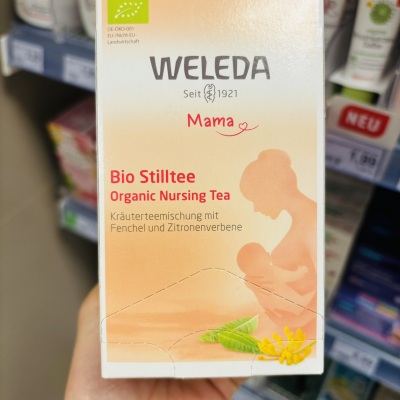 WELEDA
Seit 1921
Mama
Bio Stilltee
Organic Nursing Tea
Kräuterteemischung mit
Fenchel und Zitronenverbene
NEU